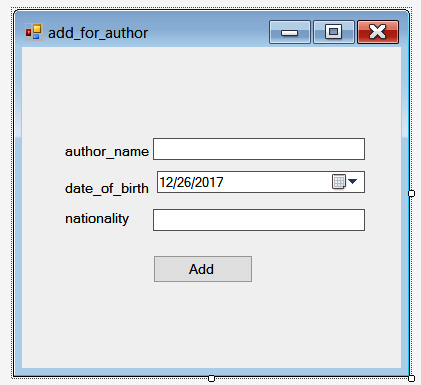 add_for_author
author_name
date_of_birth 12/26/2017
nationality
Add